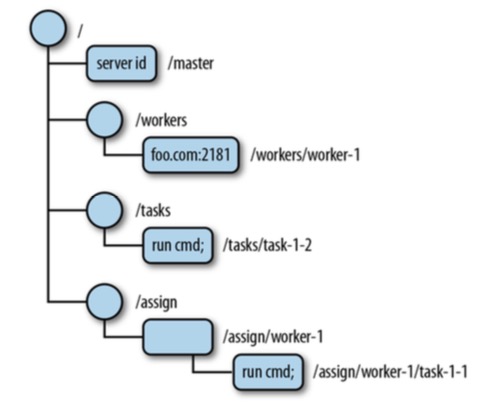 /
server id /master
/workers
foo.com:2181 /workers/worker-1
/tasks
run cmd; /tasks/task-1-2
/assign
/assign/worker-1
run cmd; /assign/worker-1/task-1-1